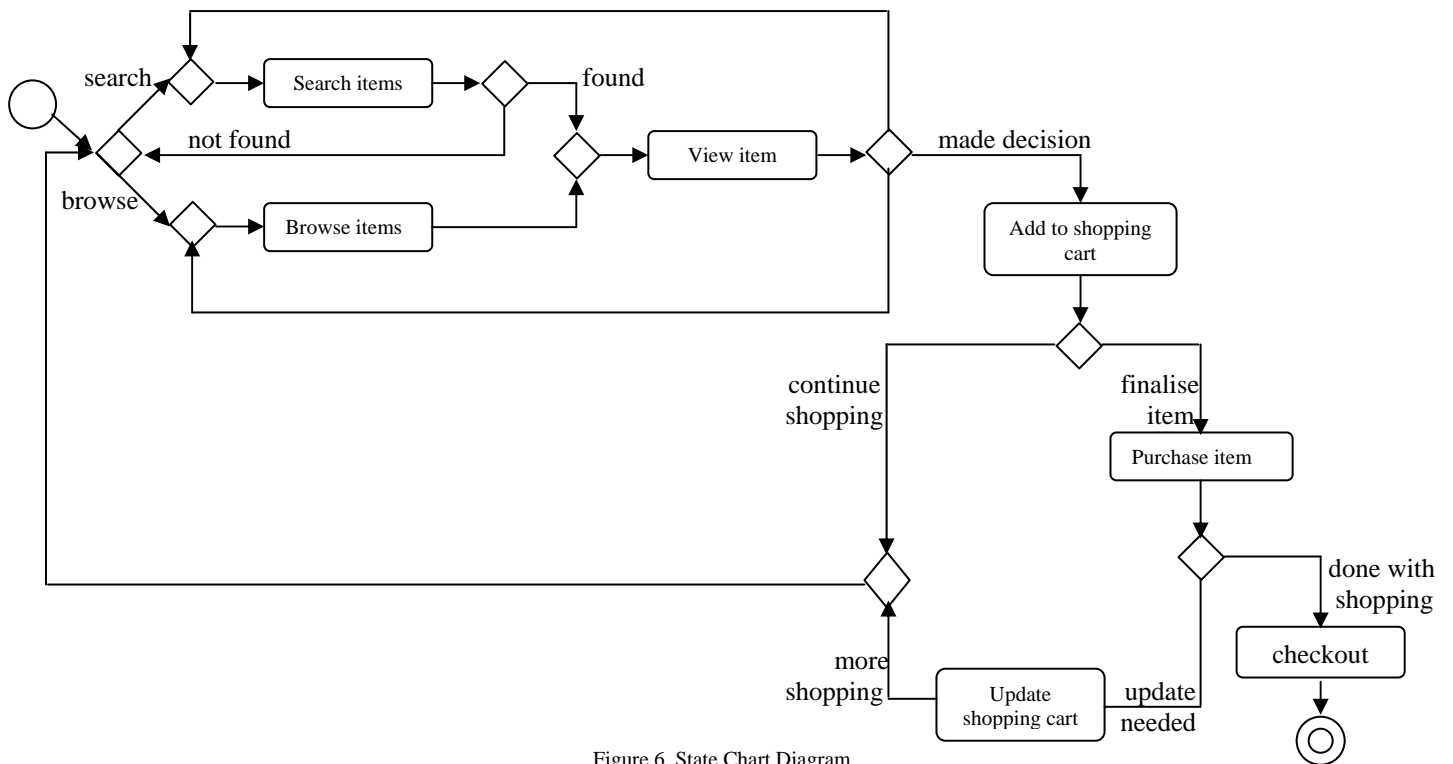 search
Search items
found
not found
View item
made decision
browse
Browse items
Add to shopping
cart
continue
shopping
finalise
item
Purchase item
done with
shopping
checkout
more
shopping
Update
shopping cart
update
needed
Figure 6. State Chart Diagram